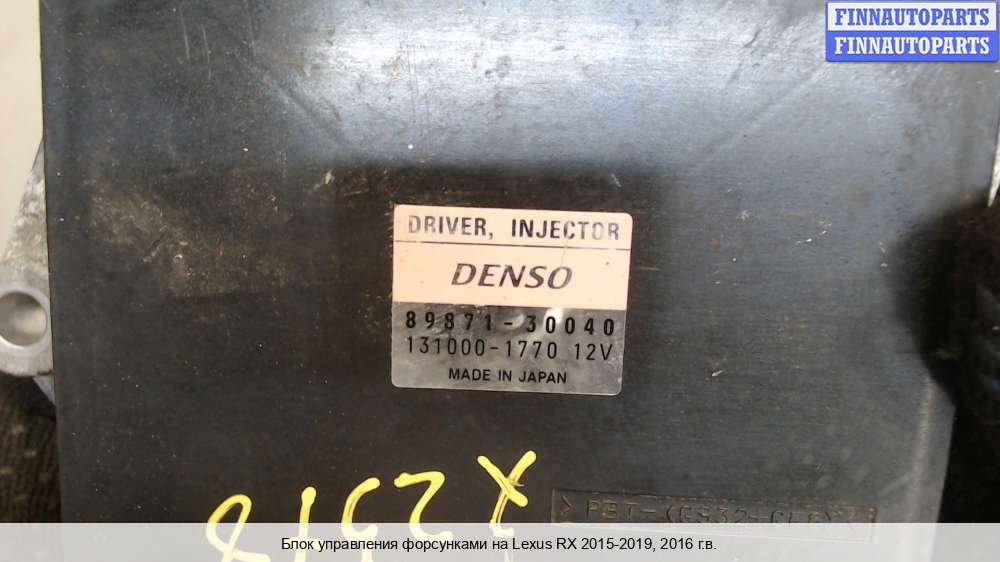 FINNAUTOPARTS
FINNAUTOPARTS
DRIVER, INJECTOR
DENSO
89871-30040
131000-1770 12V
MADE IN JAPAN
Блок управления форсунками на Lexus RX 2015-2019, 2016 г.в.